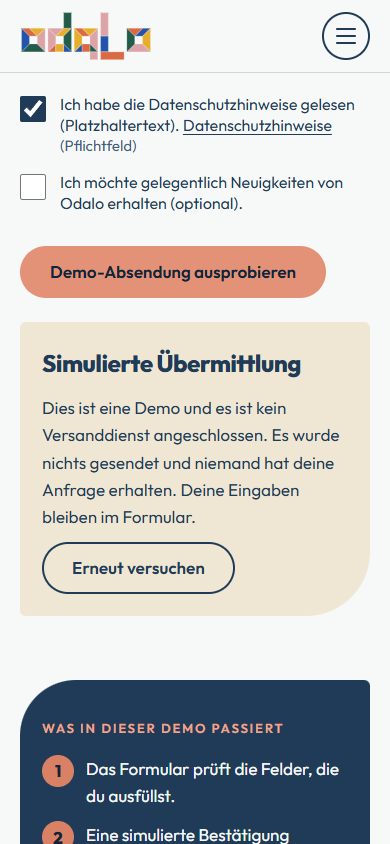 odaLo
Ich habe die Datenschutzhinweise gelesen
(Platzhaltertext). Datenschutzhinweise
(Pflichtfeld)
Ich möchte gelegentlich Neuigkeiten von
Odalo erhalten (optional).
Demo-Absendung ausprobieren
Simulierte Übermittlung
Dies ist eine Demo und es ist kein
Versanddienst angeschlossen. Es wurde
nichts gesendet und niemand hat deine
Anfrage erhalten. Deine Eingaben
bleiben im Formular.
Erneut versuchen
WAS IN DIESER DEMO PASSIERT
1 Das Formular prüft die Felder, die
du ausfüllst.
2 Eine simulierte Bestätigung